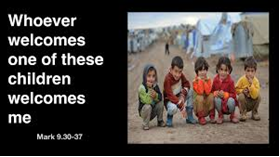 Whoever
welcomes
one of these
children
welcomes
me
Mark 9.30-37